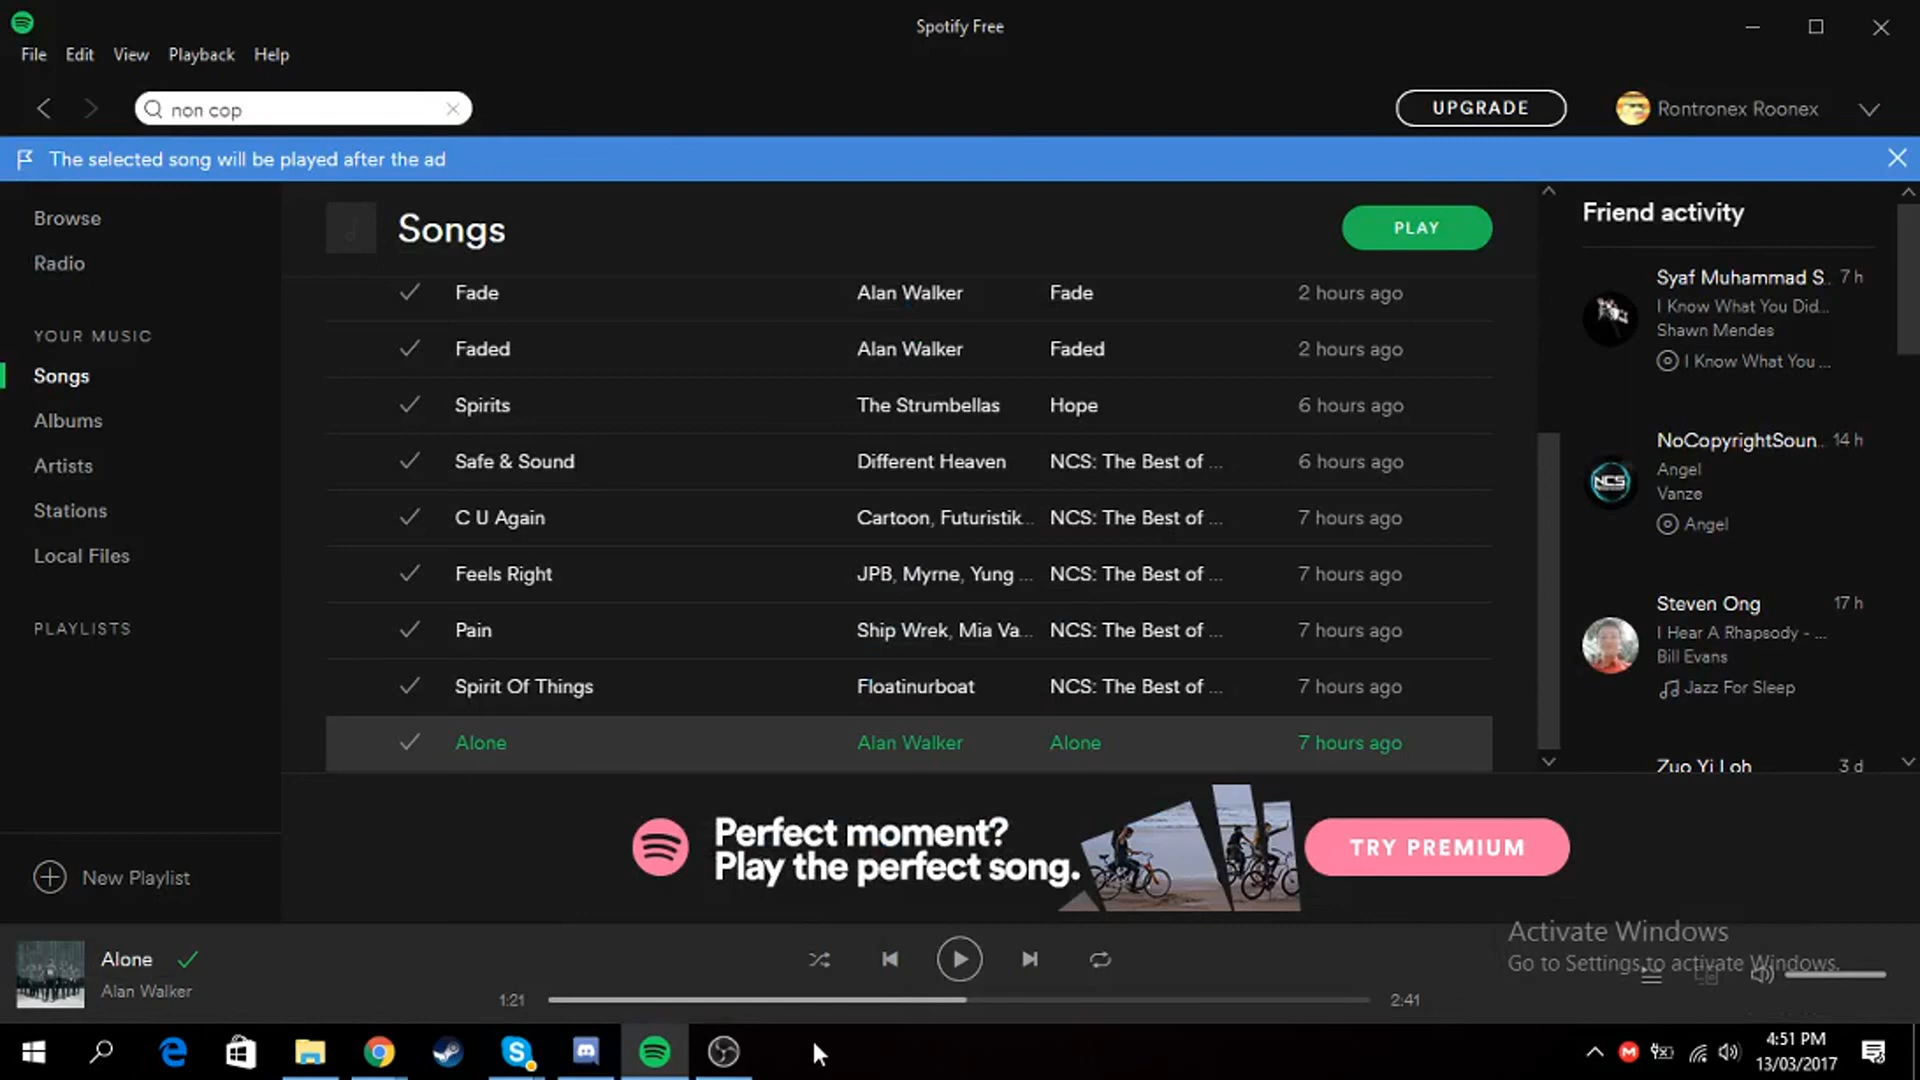 Spotify Free
File Edit View Playback Help
non cop
UPGRADE
Rontronex Roonex
The selected song will be played after the ad
Browse
Radio
YOUR MUSIC
Songs
Albums
Artists
Stations
Local Files
PLAYLISTS
New Playlist
Songs
PLAY
Fade Alan Walker Fade 2 hours ago
Faded Alan Walker Faded 2 hours ago
Spirits The Strumbellas Hope 6 hours ago
Safe & Sound Different Heaven NCS: The Best of ... 6 hours ago
C U Again Cartoon, Futuristik... NCS: The Best of ... 7 hours ago
Feels Right JPB, Myrne, Yung ... NCS: The Best of ... 7 hours ago
Pain Ship Wrek, Mia Va... NCS: The Best of ... 7 hours ago
Spirit Of Things Floatinurboat NCS: The Best of ... 7 hours ago
Alone Alan Walker Alone 7 hours ago
Friend activity
Syaf Muhammad S.. 7 h
I Know What You Did...
Shawn Mendes
I Know What You ...
NoCopyrightSoun.. 14 h
Angel
Vanze
Angel
NCS
Steven Ong 17 h
I Hear A Rhapsody - ...
Bill Evans
Jazz For Sleep
Zuo Yi Loh 3 d
Perfect moment?
Play the perfect song.
TRY PREMIUM
Alone
Alan Walker
1:21
2:41
Activate Windows
Go to Settings to activate Windows.
4:51 PM
13/03/2017